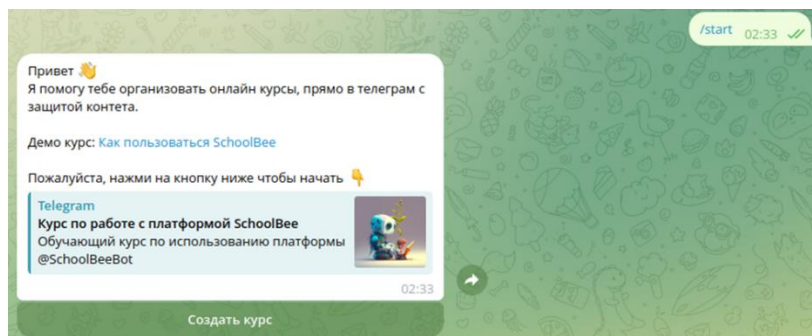 /start 02:33
Привет 👋
Я помогу тебе организовать онлайн курсы, прямо в телеграм с
защитой контета.
Демо курс: Как пользоваться SchoolBee
Пожалуйста, нажми на кнопку ниже чтобы начать 👇
Telegram
Курс по работе с платформой SchoolBee
Обучающий курс по использованию платформы
@SchoolBeeBot
02:33
Создать курс